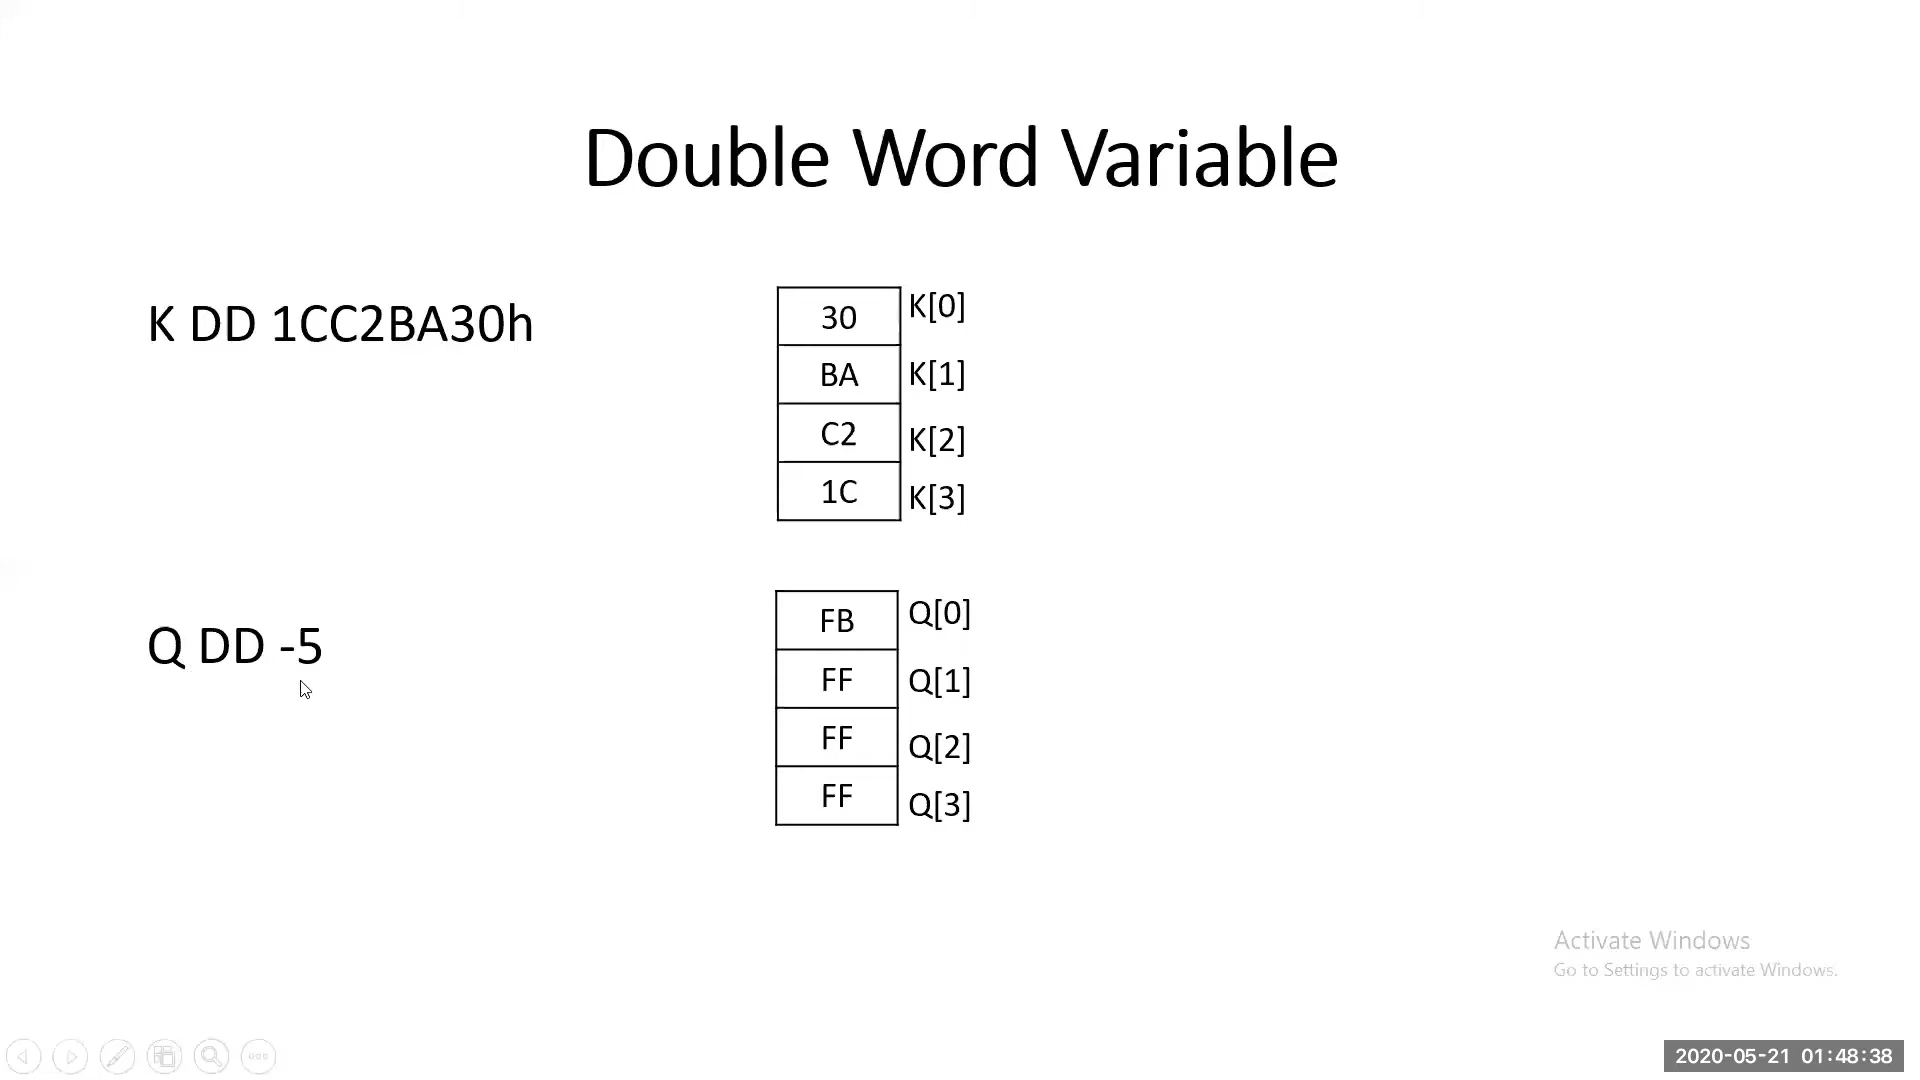 Double Word Variable
K DD 1CC2BA30h
30 K[0]
BA K[1]
C2 K[2]
1C K[3]
Q DD -5
FB Q[0]
FF Q[1]
FF Q[2]
FF Q[3]
Activate Windows
Go to Settings to activate Windows.
2020-05-21 01:48:38